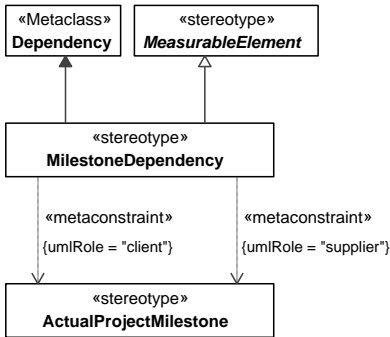 «Metaclass»
Dependency
«stereotype»
MeasurableElement
«stereotype»
MilestoneDependency
«metaconstraint»
{umlRole = "client"}
«metaconstraint»
{umlRole = "supplier"}
«stereotype»
ActualProjectMilestone